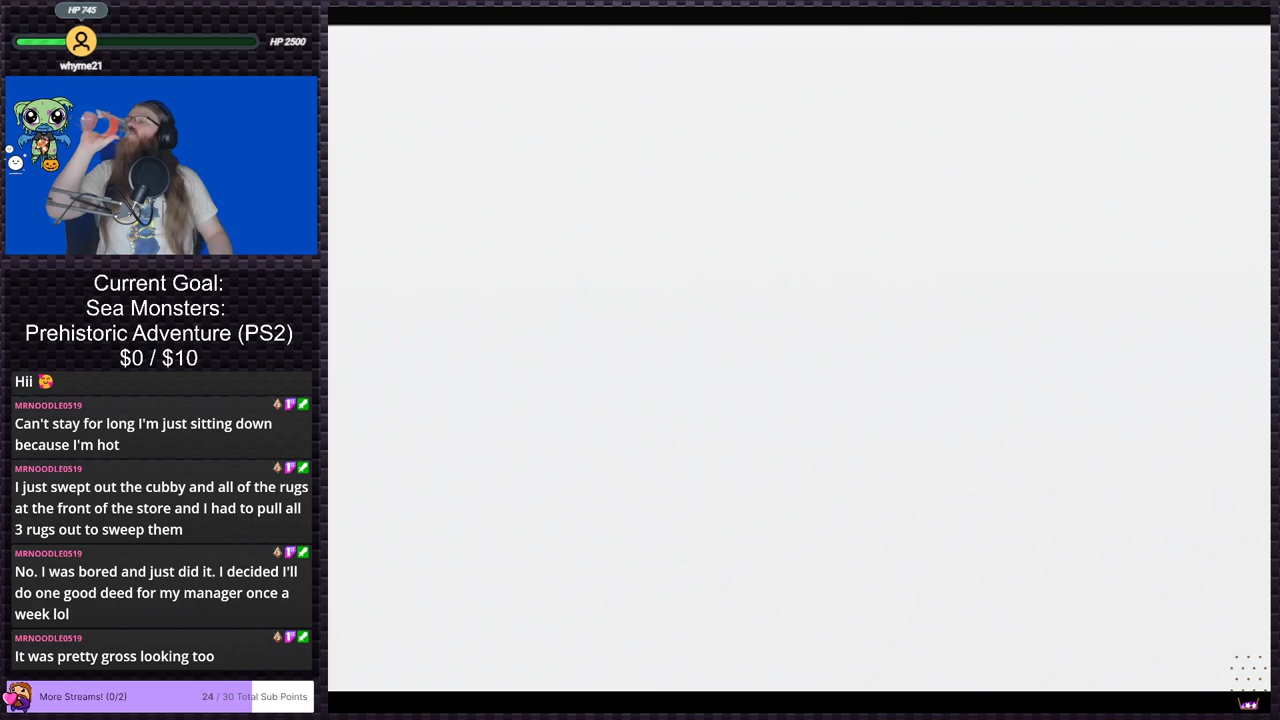 HP 745
HP 2500
whyme21
Current Goal:
Sea Monsters:
Prehistoric Adventure (PS2)
$0 / $10
Hii 🥰
MRNOODLE0519
Can't stay for long I'm just sitting down
because I'm hot
MRNOODLE0519
I just swept out the cubby and all of the rugs
at the front of the store and I had to pull all
3 rugs out to sweep them
MRNOODLE0519
No. I was bored and just did it. I decided I'll
do one good deed for my manager once a
week lol
MRNOODLE0519
It was pretty gross looking too
More Streams! (0/2)
24 / 30 Total Sub Points